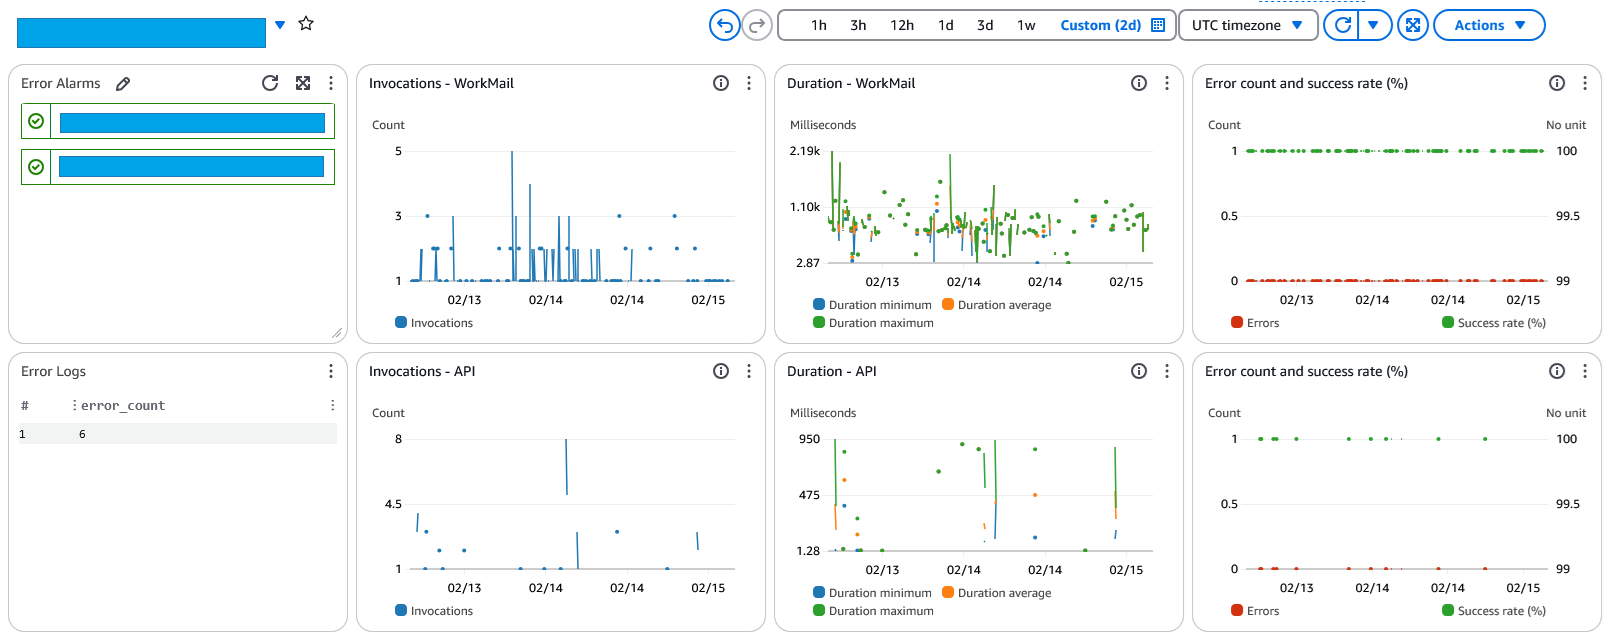 1h 3h 12h 1d 3d 1w Custom (2d) UTC timezone Actions
Error Alarms
Invocations - WorkMail
Count
5
3
1
02/13 02/14 02/14 02/15
Invocations
Duration - WorkMail
Milliseconds
2.19k
1.10k
2.87
02/13 02/14 02/14 02/15
Duration minimum Duration average
Duration maximum
Error count and success rate (%)
Count No unit
1 100
0.5 99.5
0 99
02/13 02/14 02/14 02/15
Errors Success rate (%)
Error Logs
# error_count
1 6
Invocations - API
Count
8
4.5
1
02/13 02/14 02/14 02/15
Invocations
Duration - API
Milliseconds
950
475
1.28
02/13 02/14 02/14 02/15
Duration minimum Duration average
Duration maximum
Error count and success rate (%)
Count No unit
1 100
0.5 99.5
0 99
02/13 02/14 02/14 02/15
Errors Success rate (%)